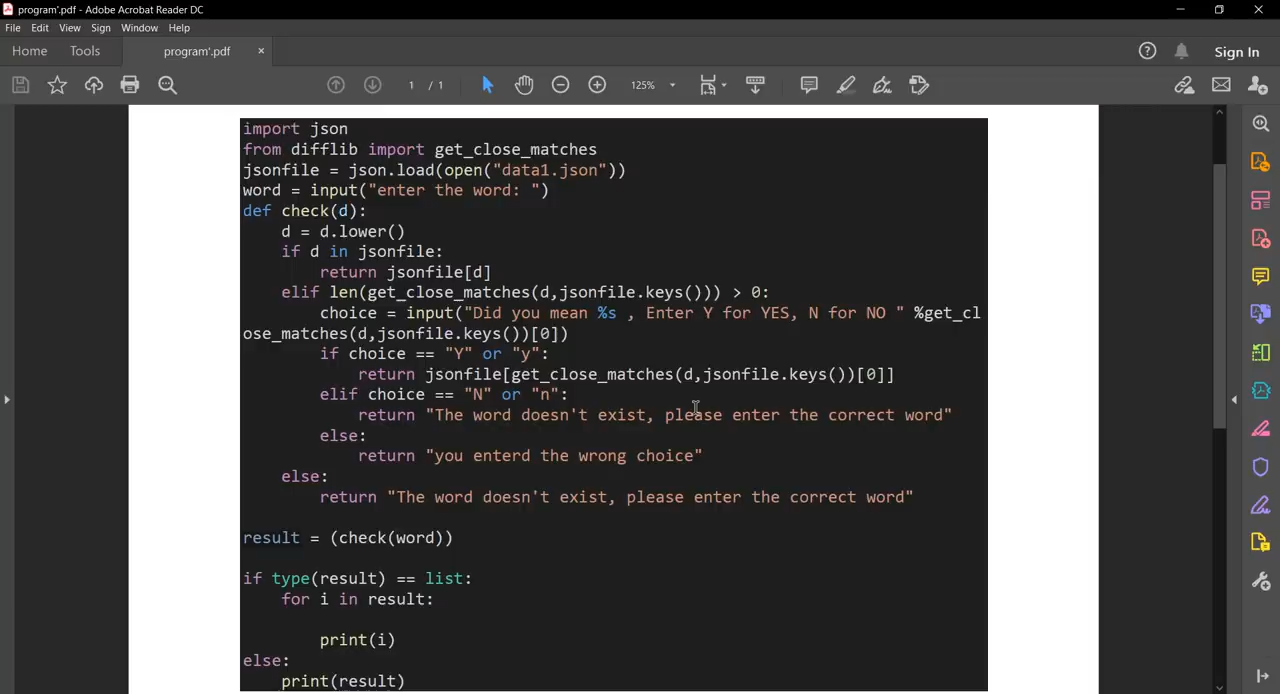 program'.pdf - Adobe Acrobat Reader DC
File Edit View Sign Window Help
Home Tools program'.pdf × Sign In
1 / 1 125%
import json
from difflib import get_close_matches
jsonfile = json.load(open("data1.json"))
word = input("enter the word: ")
def check(d):
    d = d.lower()
    if d in jsonfile:
        return jsonfile[d]
    elif len(get_close_matches(d,jsonfile.keys())) > 0:
        choice = input("Did you mean %s , Enter Y for YES, N for NO " %get_cl
ose_matches(d,jsonfile.keys())[0])
        if choice == "Y" or "y":
            return jsonfile[get_close_matches(d,jsonfile.keys())[0]]
        elif choice == "N" or "n":
            return "The word doesn't exist, please enter the correct word"
        else:
            return "you enterd the wrong choice"
    else:
        return "The word doesn't exist, please enter the correct word"
result = (check(word))
if type(result) == list:
    for i in result:
        print(i)
else:
    print(result)